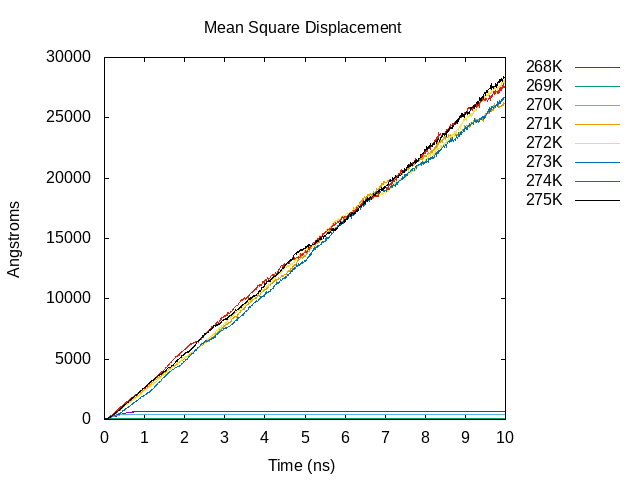 Mean Square Displacement
30000
25000
20000
15000
10000
5000
0
Angstroms
0 1 2 3 4 5 6 7 8 9 10
Time (ns)
268K
269K
270K
271K
272K
273K
274K
275K